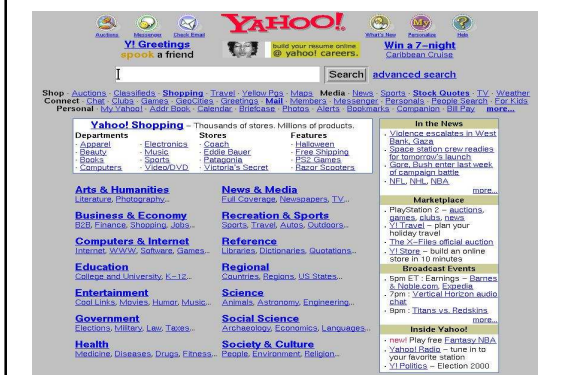 YAHOO!
Auctions Messenger Check Email What's New Personalize Help
Y! Greetings
spook a friend
build your resume online
@ yahoo! careers.
Win a 7-night
Caribbean Cruise
Search advanced search
Shop - Auctions - Classifieds - Shopping - Travel - Yellow Pgs - Maps Media - News - Sports - Stock Quotes - TV - Weather
Connect - Chat - Clubs - Games - GeoCities - Greetings - Mail - Members - Messenger - Personals - People Search - For Kids
Personal - My Yahoo! - Addr Book - Calendar - Briefcase - Photos - Alerts - Bookmarks - Companion - Bill Pay more...
Yahoo! Shopping – Thousands of stores. Millions of products.
Departments Stores Features
· Apparel · Electronics · Coach · Halloween
· Beauty · Music · Eddie Bauer · Free Shipping
· Books · Sports · Patagonia · PS2 Games
· Computers · Video/DVD · Victoria's Secret · Razor Scooters
Arts & Humanities
Literature, Photography...
News & Media
Full Coverage, Newspapers, TV...
Business & Economy
B2B, Finance, Shopping, Jobs...
Recreation & Sports
Sports, Travel, Autos, Outdoors...
Computers & Internet
Internet, WWW, Software, Games...
Reference
Libraries, Dictionaries, Quotations...
Education
College and University, K-12...
Regional
Countries, Regions, US States...
Entertainment
Cool Links, Movies, Humor, Music...
Science
Animals, Astronomy, Engineering...
Government
Elections, Military, Law, Taxes...
Social Science
Archaeology, Economics, Languages...
Health
Medicine, Diseases, Drugs, Fitness...
Society & Culture
People, Environment, Religion...
In the News
· Violence escalates in West
Bank, Gaza
· Space station crew readies
for tomorrow's launch
· Gore, Bush enter last week
of campaign battle
· NFL, NHL, NBA
more...
Marketplace
· PlayStation 2 – auctions,
games, clubs, news
· Y! Travel – plan your
holiday travel
· The X-Files official auction
· Y! Store – build an online
store in 10 minutes
Broadcast Events
· 5pm ET : Earnings – Barnes
& Noble.com, Expedia
· 7pm : Vertical Horizon audio
chat
· 9pm : Titans vs. Redskins
more...
Inside Yahoo!
· new! Play free Fantasy NBA
· Yahoo! Radio – tune in to
your favorite station
· Y! Politics – Election 2000